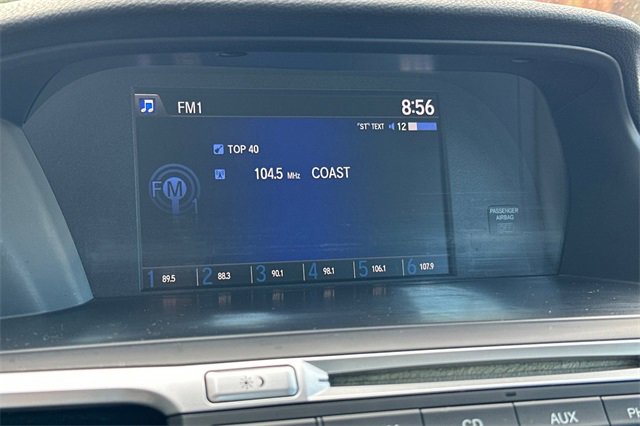 FM1 8:56
"ST" TEXT 12
TOP 40
104.5 MHz COAST
FM 1
1 89.5 2 88.3 3 90.1 4 98.1 5 106.1 6 107.9
PASSENGER
AIRBAG
CD AUX